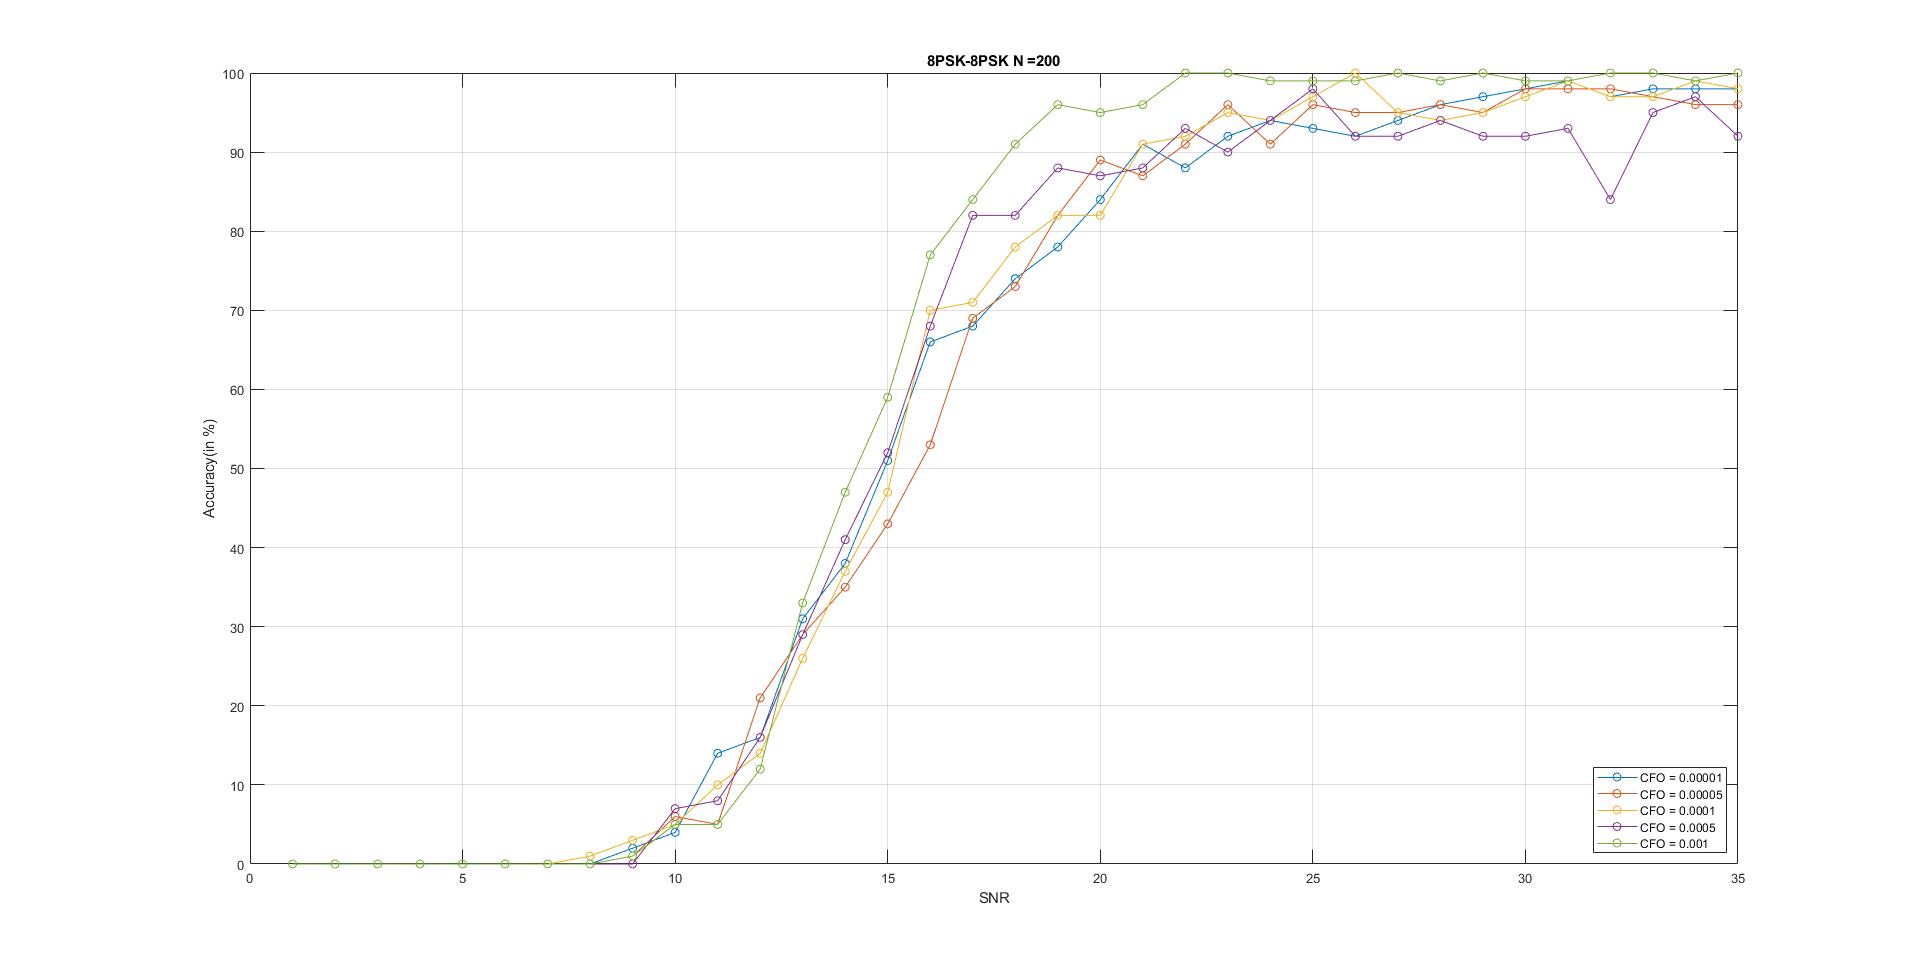 8PSK-8PSK N =200
100
90
80
70
60
50
40
30
20
10
0
Accuracy(in %)
0 5 10 15 20 25 30 35
SNR
CFO = 0.00001
CFO = 0.00005
CFO = 0.0001
CFO = 0.0005
CFO = 0.001